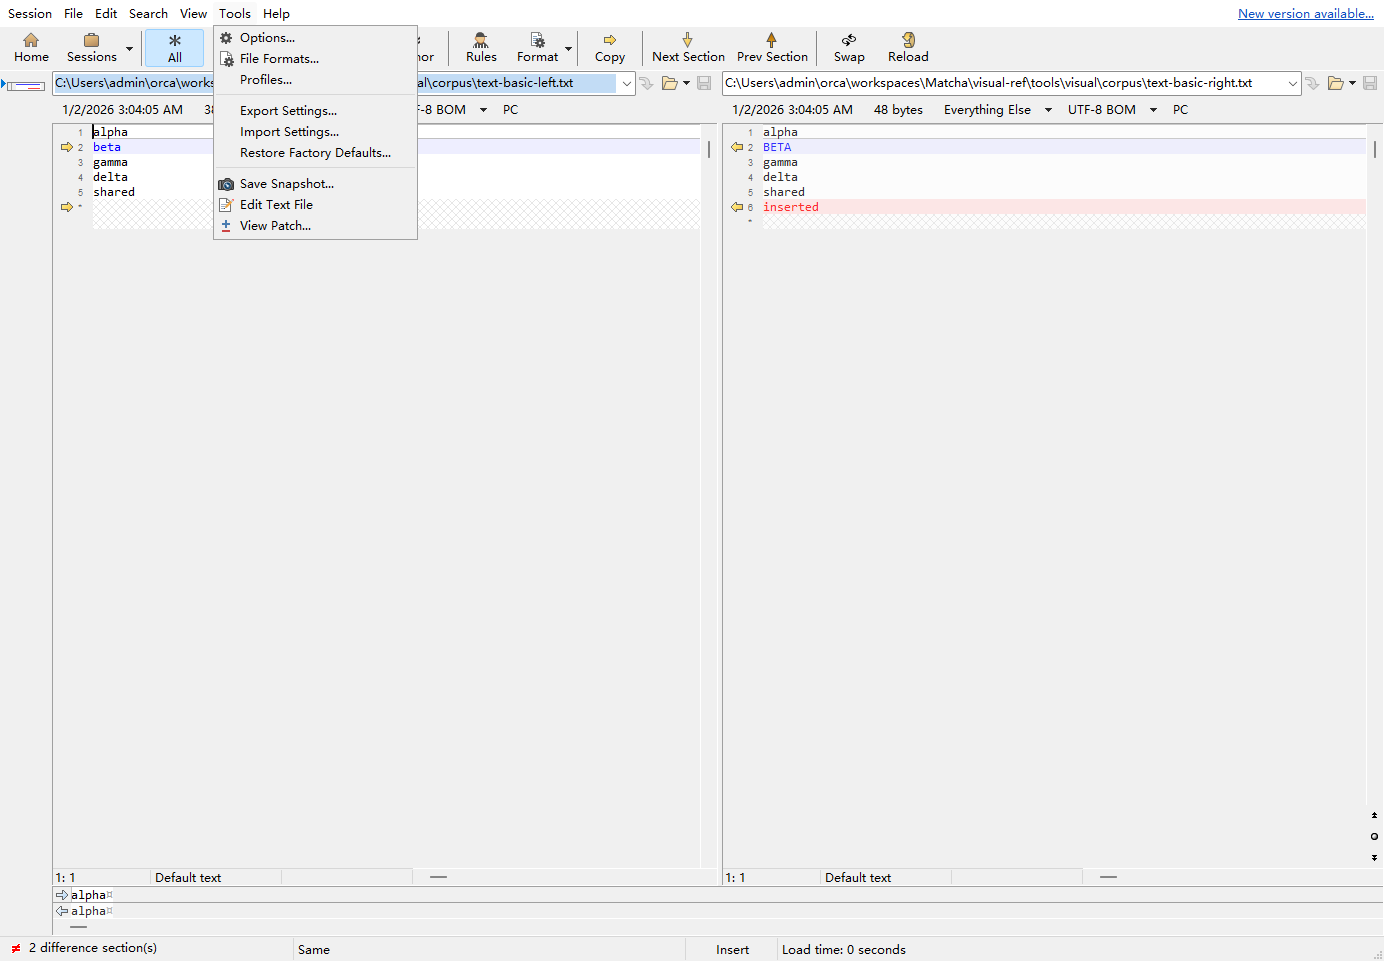 Session File Edit Search View Tools Help New version available...
Home Sessions All Rules Format Copy Next Section Prev Section Swap Reload
Options...
File Formats...
Profiles...
Export Settings...
Import Settings...
Restore Factory Defaults...
Save Snapshot...
Edit Text File
View Patch...
C:\Users\admin\orca\works al\corpus\text-basic-left.txt
1/2/2026 3:04:05 AM 38 F-8 BOM PC
1 alpha
2 beta
3 gamma
4 delta
5 shared
C:\Users\admin\orca\workspaces\Matcha\visual-ref\tools\visual\corpus\text-basic-right.txt
1/2/2026 3:04:05 AM 48 bytes Everything Else UTF-8 BOM PC
1 alpha
2 BETA
3 gamma
4 delta
5 shared
6 inserted
1: 1 Default text
1: 1 Default text
alpha¤
alpha¤
2 difference section(s) Same Insert Load time: 0 seconds